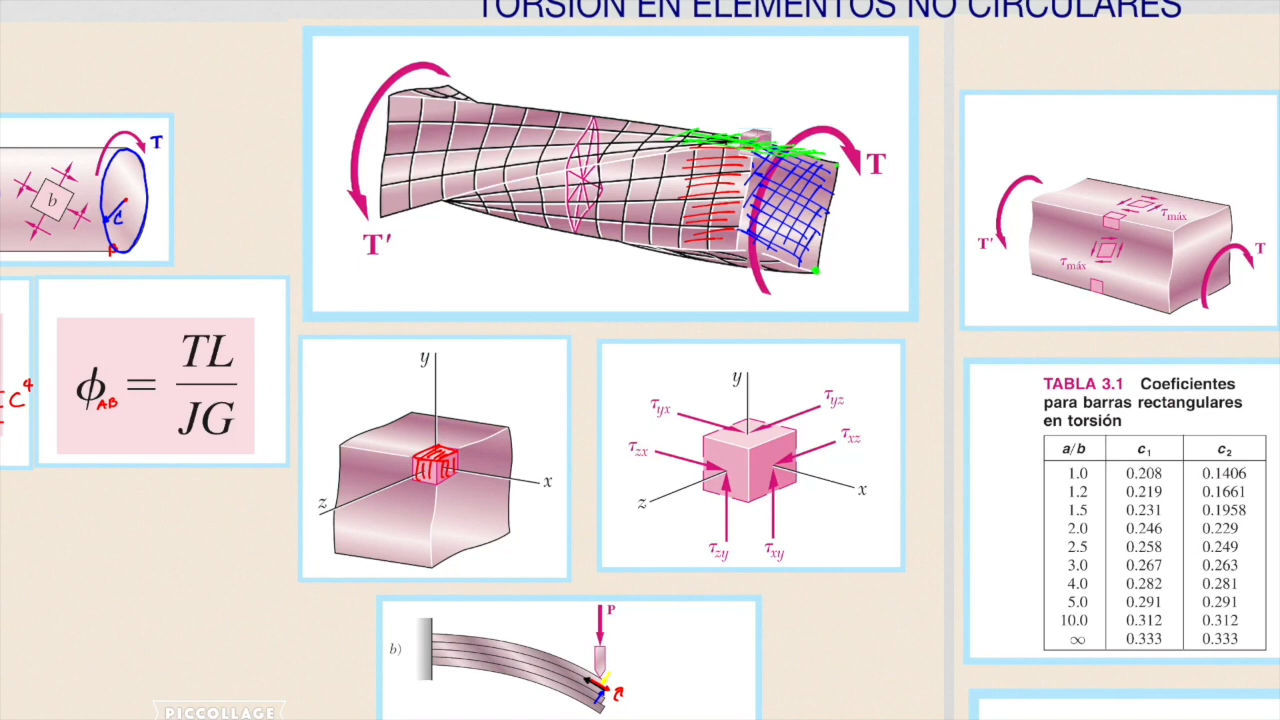 TORSIÓN EN ELEMENTOS NO CIRCULARES
T
b
C
P
T′
T
T′
T
τmáx
τmáx
C⁴
ϕAB = TL
JG
y
x
z
y
τyx
τyz
τzx
τxz
z
x
τzy
τxy
TABLA 3.1 Coeficientes
para barras rectangulares
en torsión
a/b c₁ c₂
1.0 0.208 0.1406
1.2 0.219 0.1661
1.5 0.231 0.1958
2.0 0.246 0.229
2.5 0.258 0.249
3.0 0.267 0.263
4.0 0.282 0.281
5.0 0.291 0.291
10.0 0.312 0.312
∞ 0.333 0.333
b)
P
PICCOLLAGE